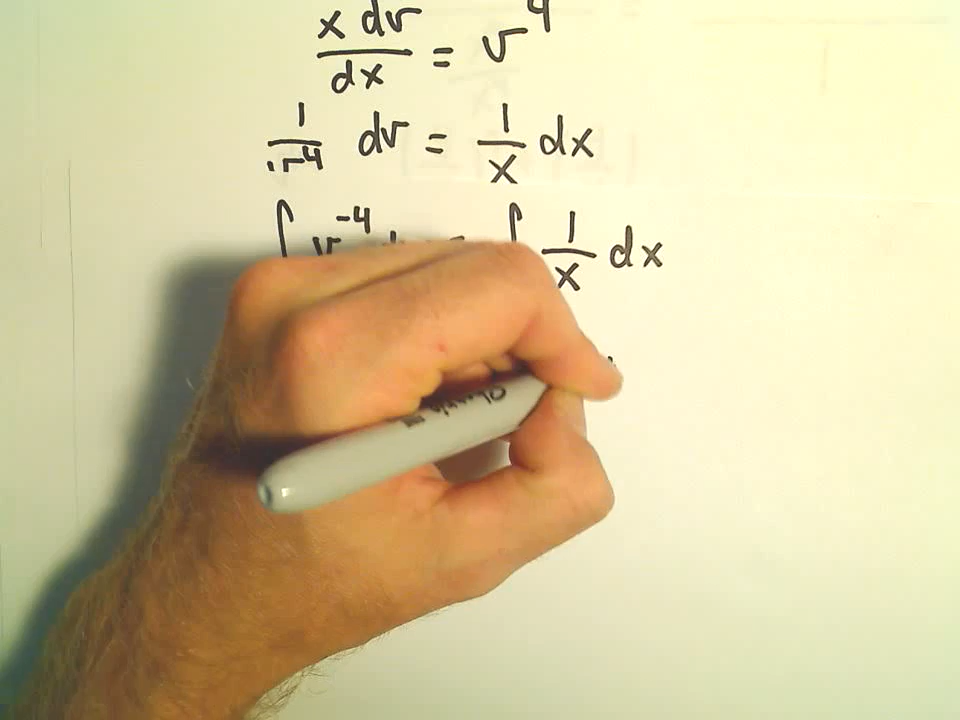 x dv/dx = v^4
1/v^4 dv = 1/x dx
∫ v^-4 = ∫ 1/x dx